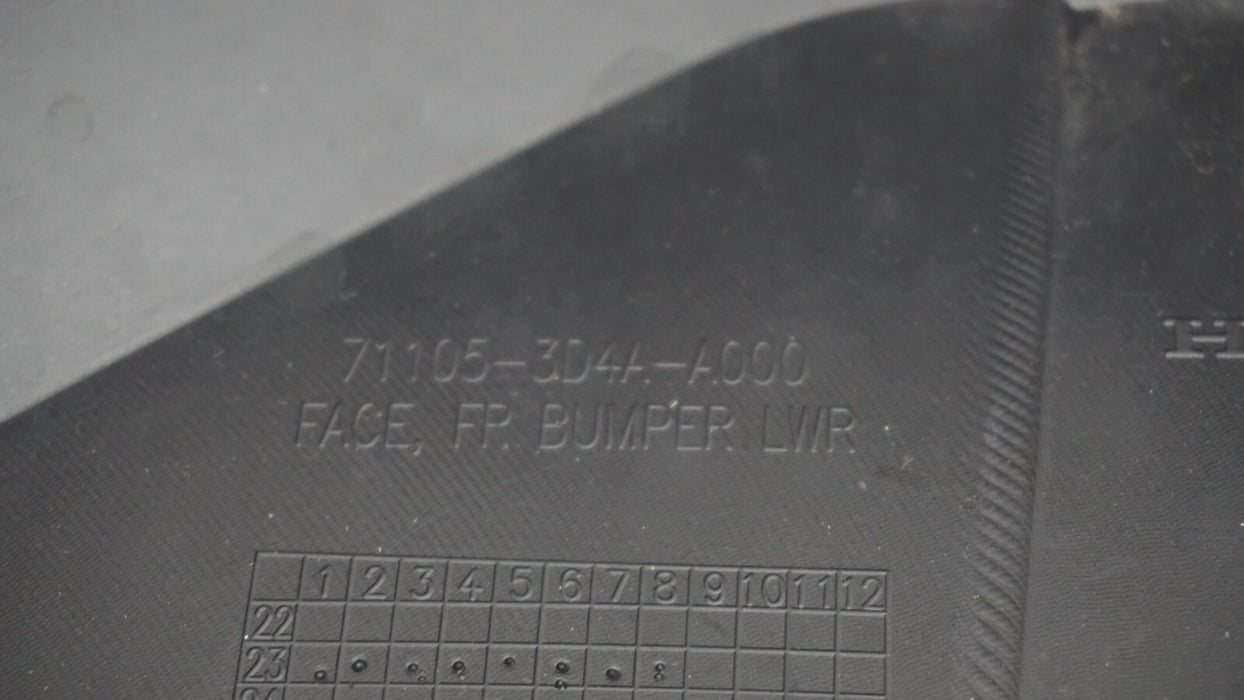 71105-3D4A-A000
FACE, FR BUMPER LWR
H
1 2 3 4 5 6 7 8 9 10 11 12
22
23